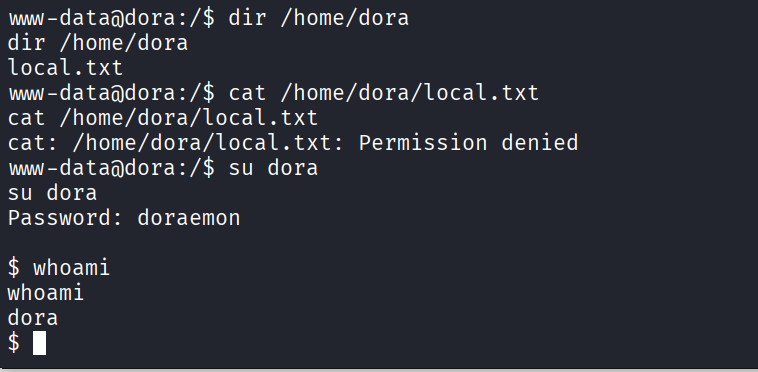 www-data@dora:/$ dir /home/dora
dir /home/dora
local.txt
www-data@dora:/$ cat /home/dora/local.txt
cat /home/dora/local.txt
cat: /home/dora/local.txt: Permission denied
www-data@dora:/$ su dora
su dora
Password: doraemon
$ whoami
whoami
dora
$